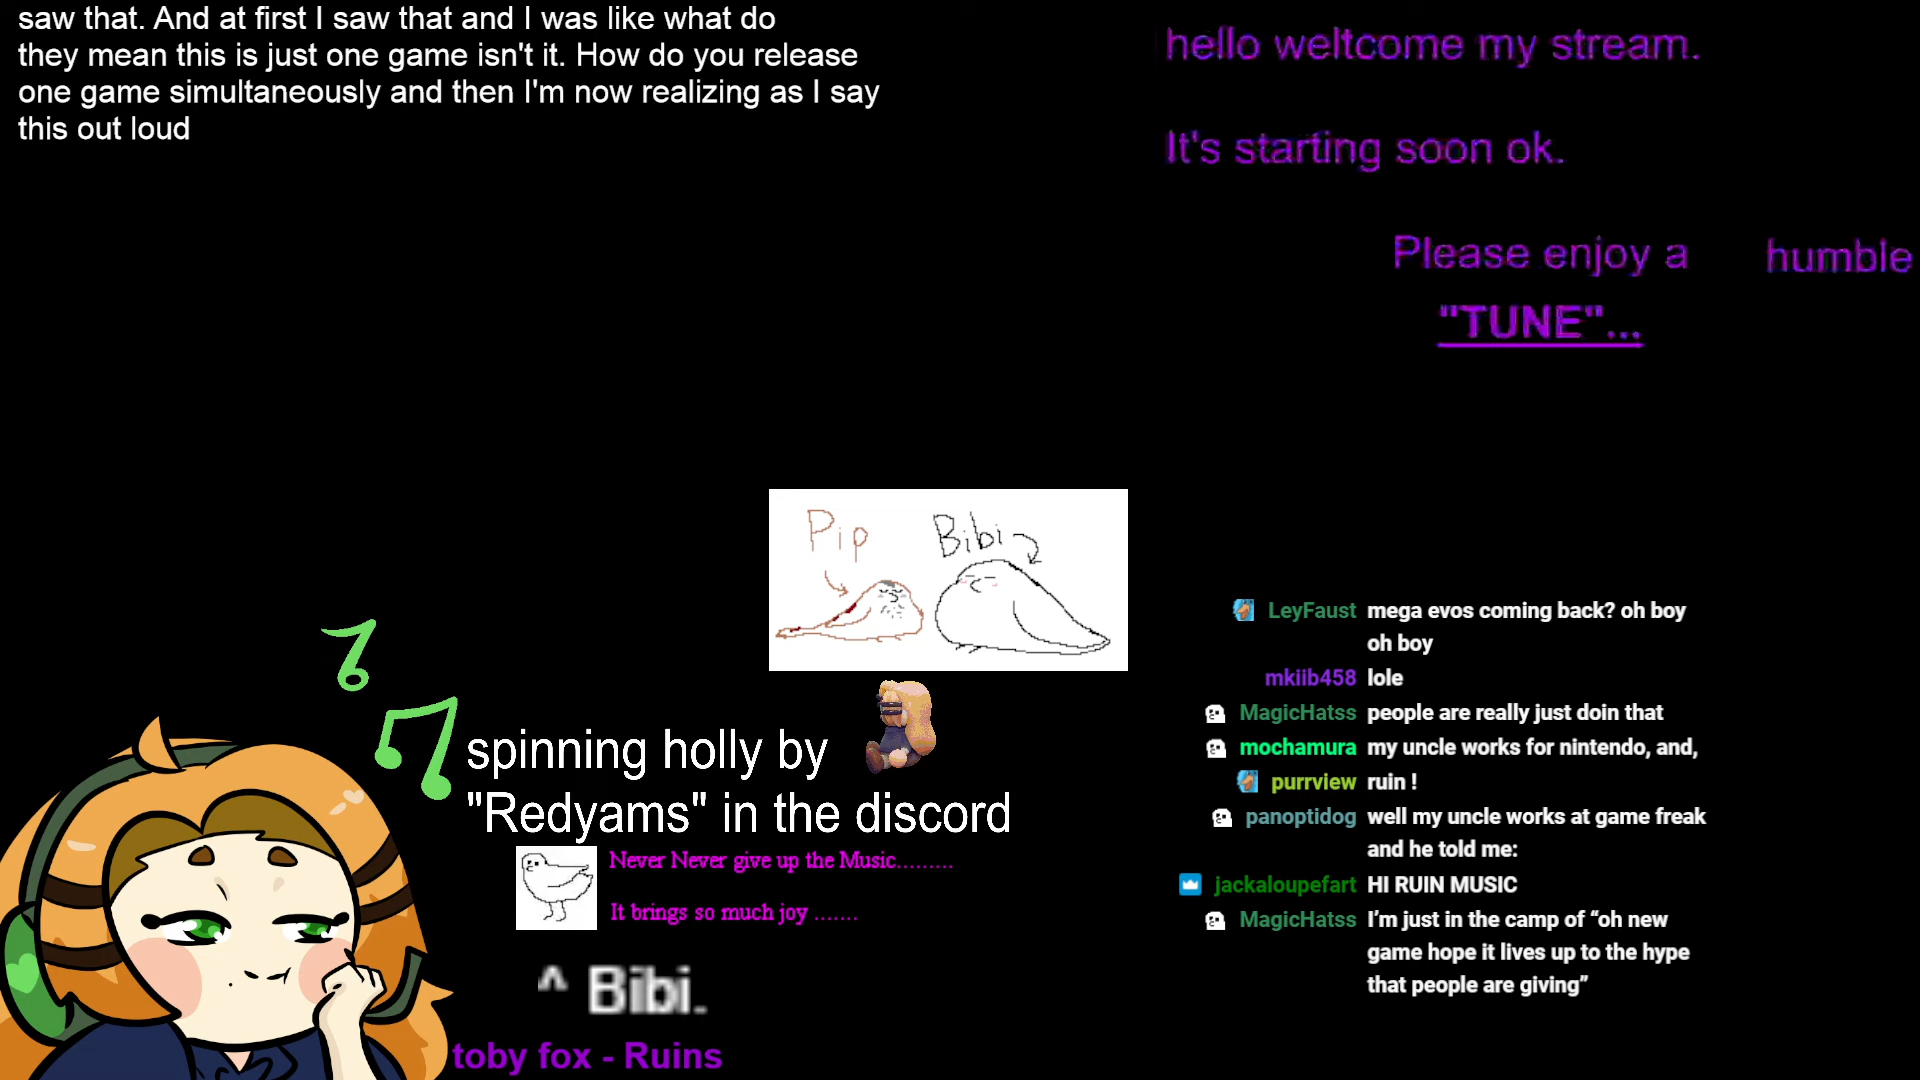 saw that. And at first I saw that and I was like what do
they mean this is just one game isn't it. How do you release
one game simultaneously and then I'm now realizing as I say
this out loud
hello weltcome my stream.
It's starting soon ok.
Please enjoy a humble
"TUNE"...
Pip
Bibi
LeyFaust mega evos coming back? oh boy
oh boy
mkiib458 lole
MagicHatss people are really just doin that
mochamura my uncle works for nintendo, and,
purrview ruin !
panoptidog well my uncle works at game freak
and he told me:
jackaloupefart HI RUIN MUSIC
MagicHatss I'm just in the camp of “oh new
game hope it lives up to the hype
that people are giving”
spinning holly by
"Redyams" in the discord
Never Never give up the Music.........
It brings so much joy .......
^ Bibi.
toby fox - Ruins